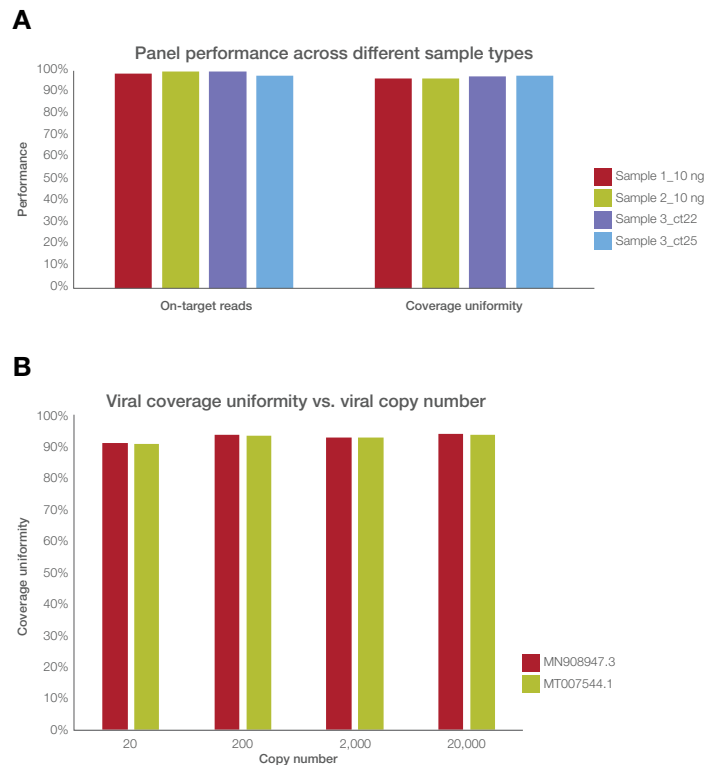 A
Panel performance across different sample types
100%
90%
80%
70%
60%
50%
40%
30%
20%
10%
0%
Performance
On-target reads
Coverage uniformity
Sample 1_10 ng
Sample 2_10 ng
Sample 3_ct22
Sample 3_ct25
B
Viral coverage uniformity vs. viral copy number
100%
90%
80%
70%
60%
50%
40%
30%
20%
10%
0%
Coverage uniformity
20
200
2,000
20,000
Copy number
MN908947.3
MT007544.1